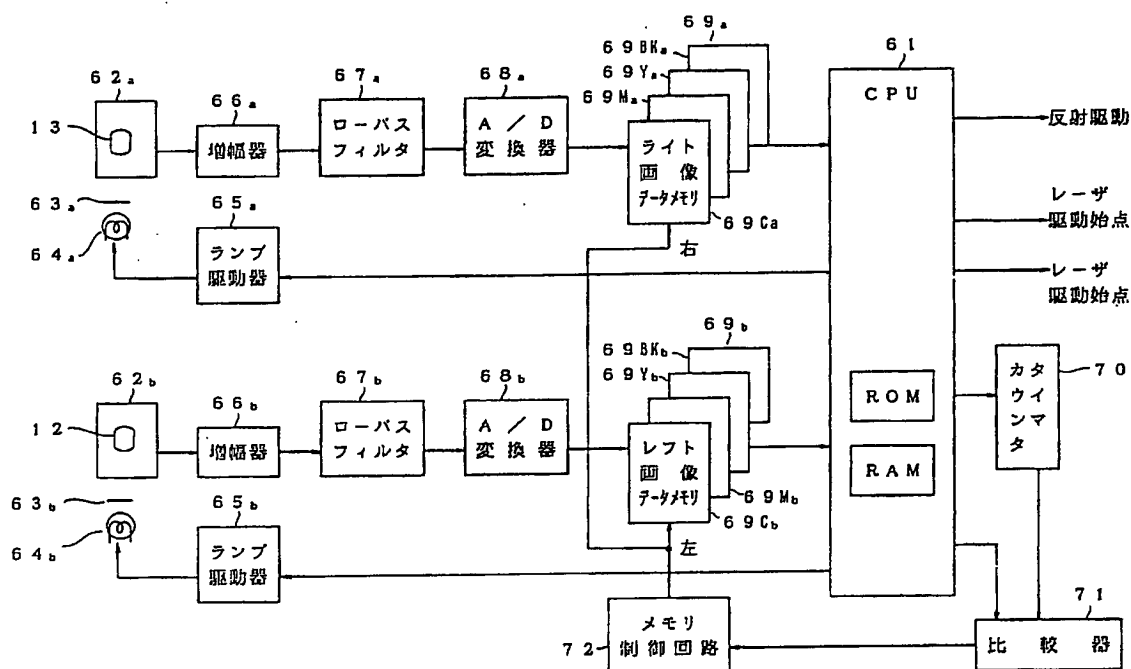 69a
69BKa
69Ya
69Ma
61
62a
66a
67a
68a
CPU
13
増幅器
ローパス
フィルタ
A／D
変換器
ライト
画像
データメモリ
反射駆動
63a
65a
69Ca
レーザ
駆動始点
64a
ランプ
駆動器
右
レーザ
駆動始点
69b
69BKb
69Yb
62b
66b
67b
68b
ROM
タイマ
カウンタ
70
12
増幅器
ローパス
フィルタ
A／D
変換器
レフト
画像
データメモリ
RAM
69Mb
69Cb
63b
65b
64b
ランプ
駆動器
左
71
72
メモリ
制御回路
比較器